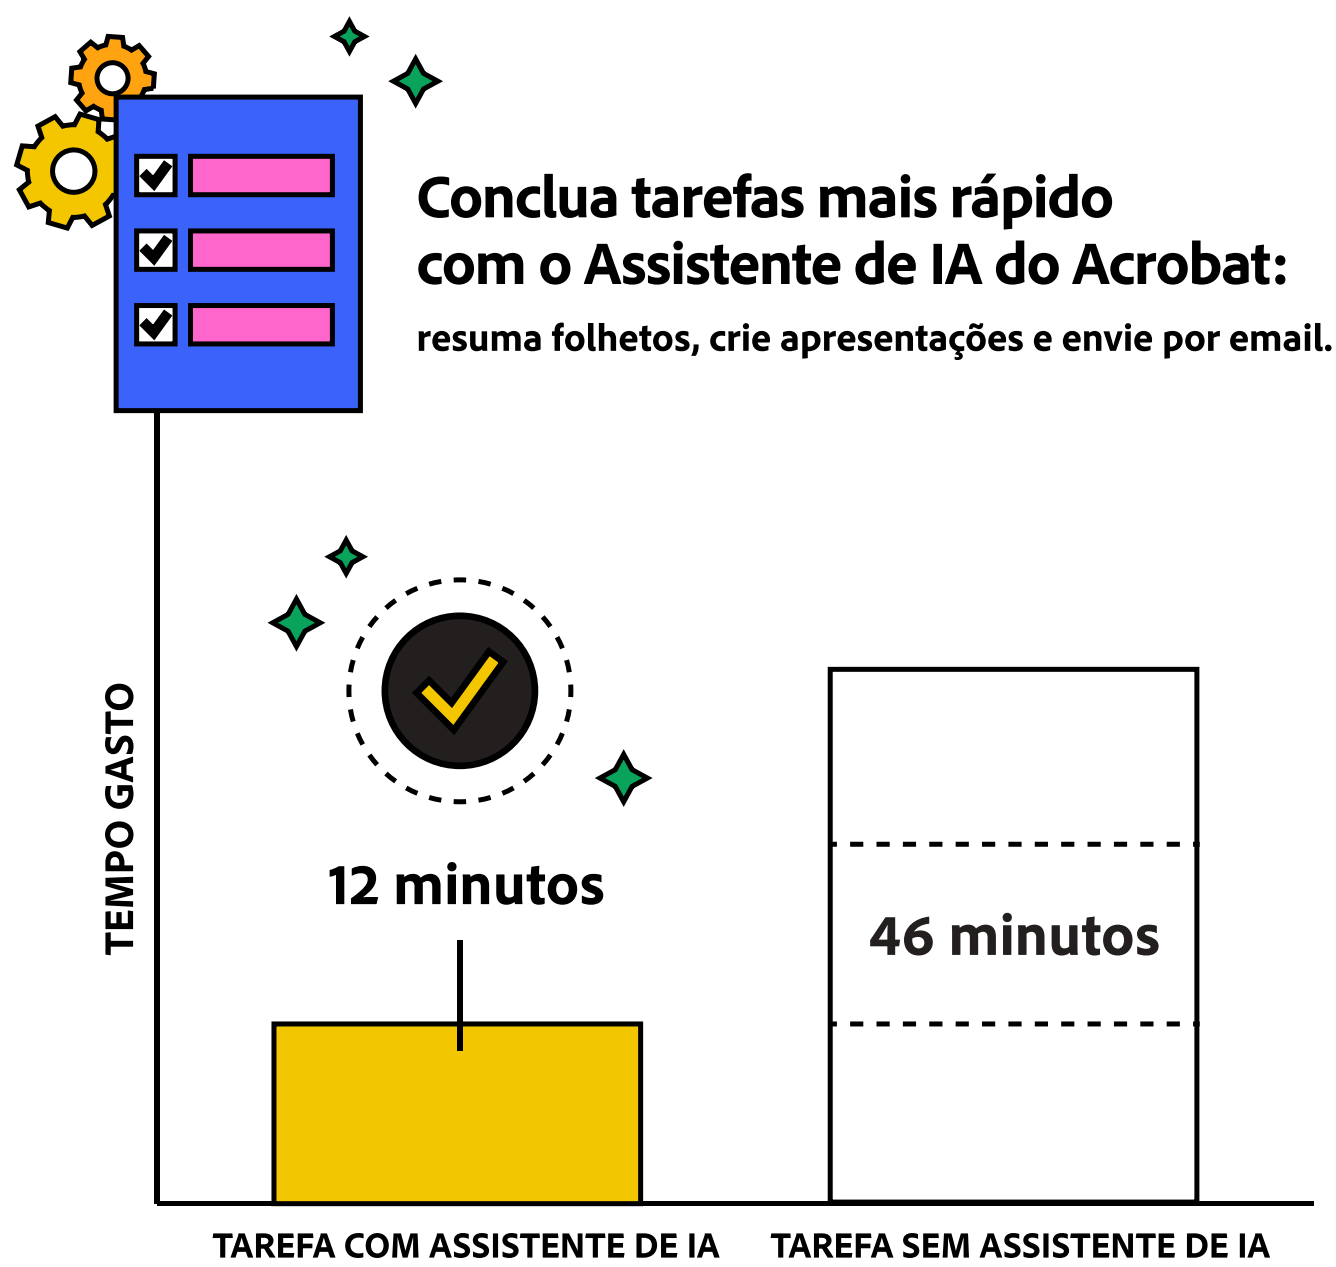 Conclua tarefas mais rápido
com o Assistente de IA do Acrobat:
resuma folhetos, crie apresentações e envie por email.
TEMPO GASTO
12 minutos
46 minutos
TAREFA COM ASSISTENTE DE IA
TAREFA SEM ASSISTENTE DE IA